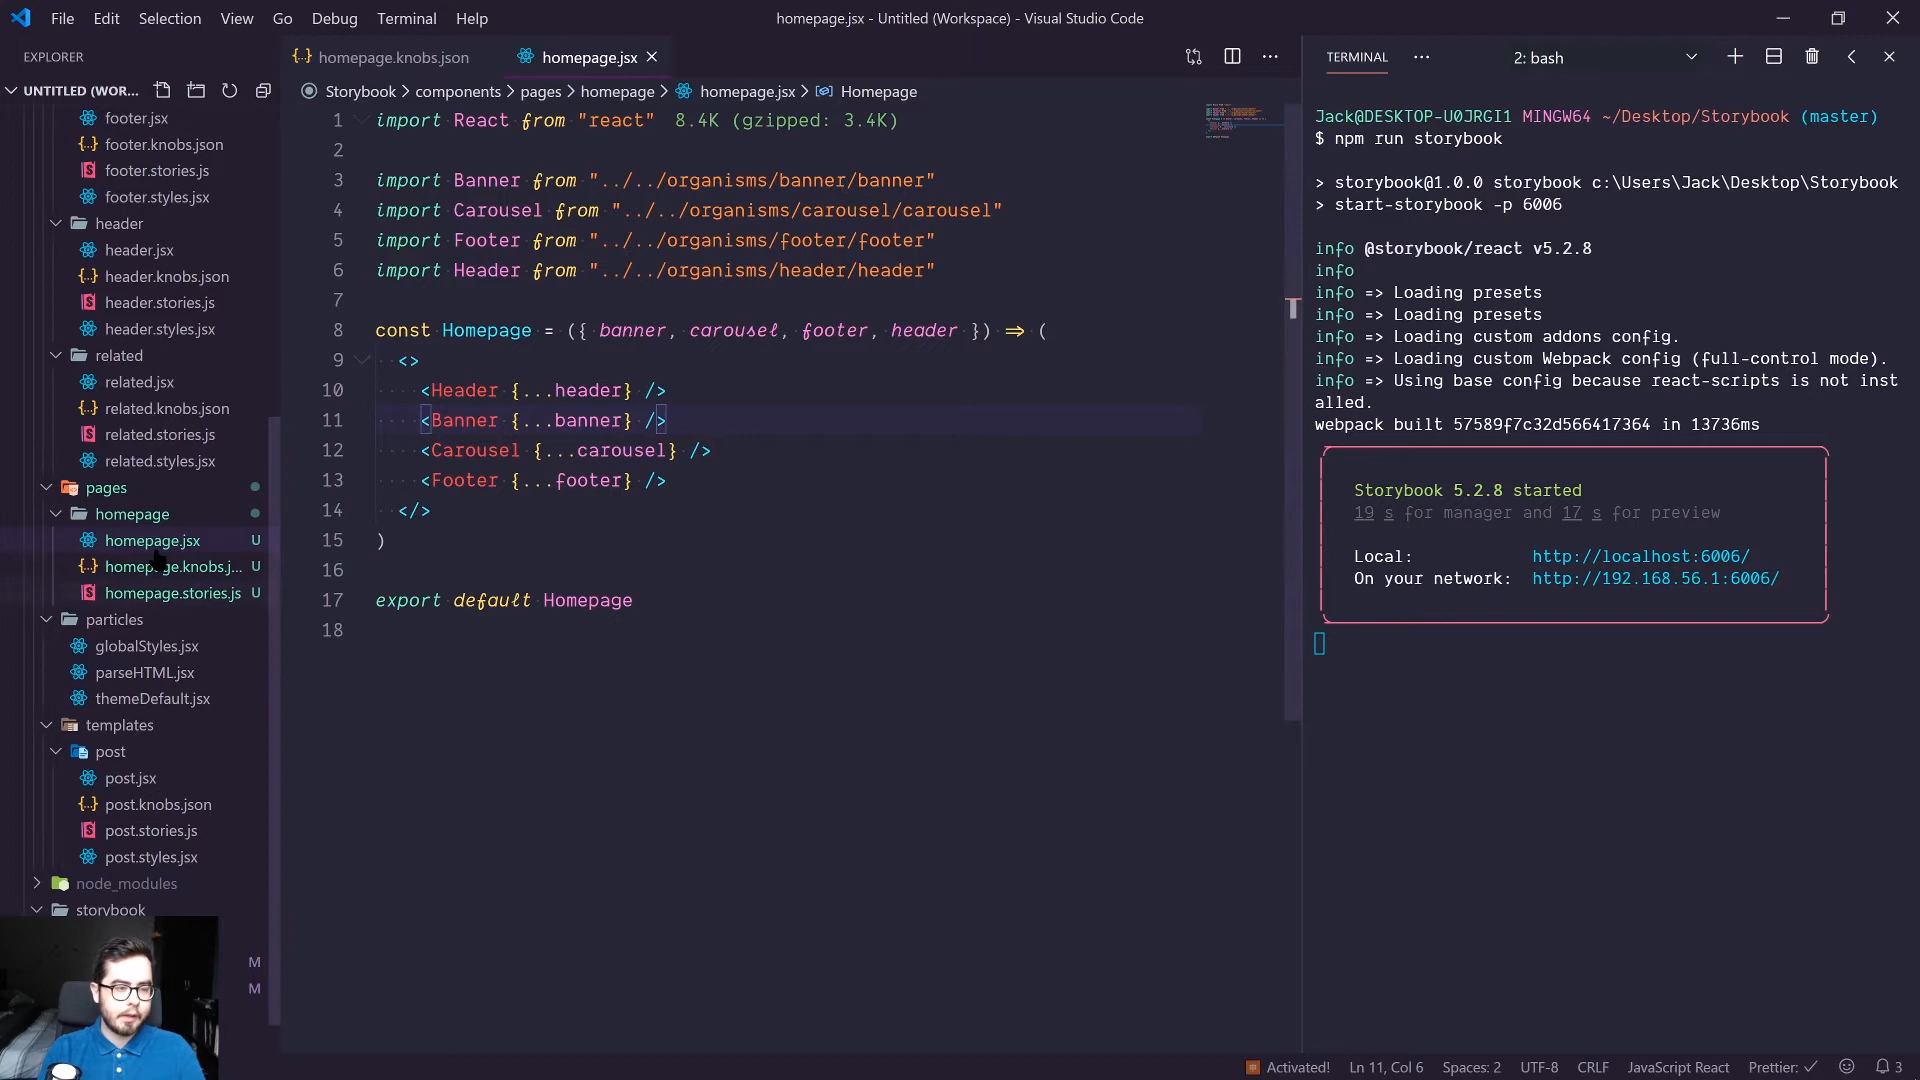 File Edit Selection View Go Debug Terminal Help
homepage.jsx - Untitled (Workspace) - Visual Studio Code
EXPLORER
UNTITLED (WOR...
footer.jsx
footer.knobs.json
footer.stories.js
footer.styles.jsx
header
header.jsx
header.knobs.json
header.stories.js
header.styles.jsx
related
related.jsx
related.knobs.json
related.stories.js
related.styles.jsx
pages
homepage
homepage.jsx U
homepage.knobs.j... U
homepage.stories.js U
particles
globalStyles.jsx
parseHTML.jsx
themeDefault.jsx
templates
post
post.jsx
post.knobs.json
post.stories.js
post.styles.jsx
node_modules
storybook
M
M
homepage.knobs.json homepage.jsx
Storybook > components > pages > homepage > homepage.jsx > Homepage
1 import React from "react" 8.4K (gzipped: 3.4K)
2
3 import Banner from "../../organisms/banner/banner"
4 import Carousel from "../../organisms/carousel/carousel"
5 import Footer from "../../organisms/footer/footer"
6 import Header from "../../organisms/header/header"
7
8 const Homepage = ({ banner, carousel, footer, header }) => (
9 <>
10 <Header {...header} />
11 <Banner {...banner} />
12 <Carousel {...carousel} />
13 <Footer {...footer} />
14 </>
15 )
16
17 export default Homepage
18
TERMINAL ... 2: bash
Jack@DESKTOP-U0JRGI1 MINGW64 ~/Desktop/Storybook (master)
$ npm run storybook
> storybook@1.0.0 storybook c:\Users\Jack\Desktop\Storybook
> start-storybook -p 6006
info @storybook/react v5.2.8
info
info => Loading presets
info => Loading presets
info => Loading custom addons config.
info => Loading custom Webpack config (full-control mode).
info => Using base config because react-scripts is not inst
alled.
webpack built 57589f7c32d566417364 in 13736ms
Storybook 5.2.8 started
19 s for manager and 17 s for preview
Local: http://localhost:6006/
On your network: http://192.168.56.1:6006/
Activated! Ln 11, Col 6 Spaces: 2 UTF-8 CRLF JavaScript React Prettier: ✓ 3